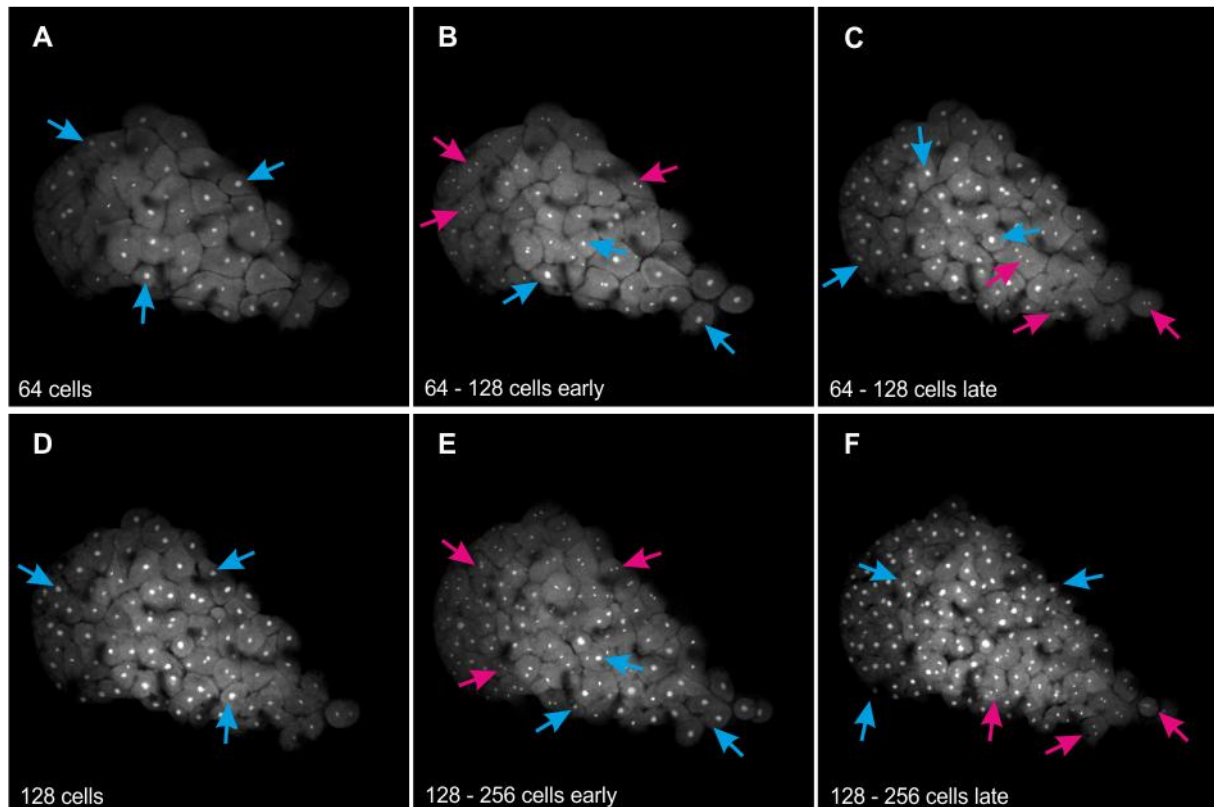 A
B
C
64 cells
64 - 128 cells early
64 - 128 cells late
D
E
F
128 cells
128 - 256 cells early
128 - 256 cells late